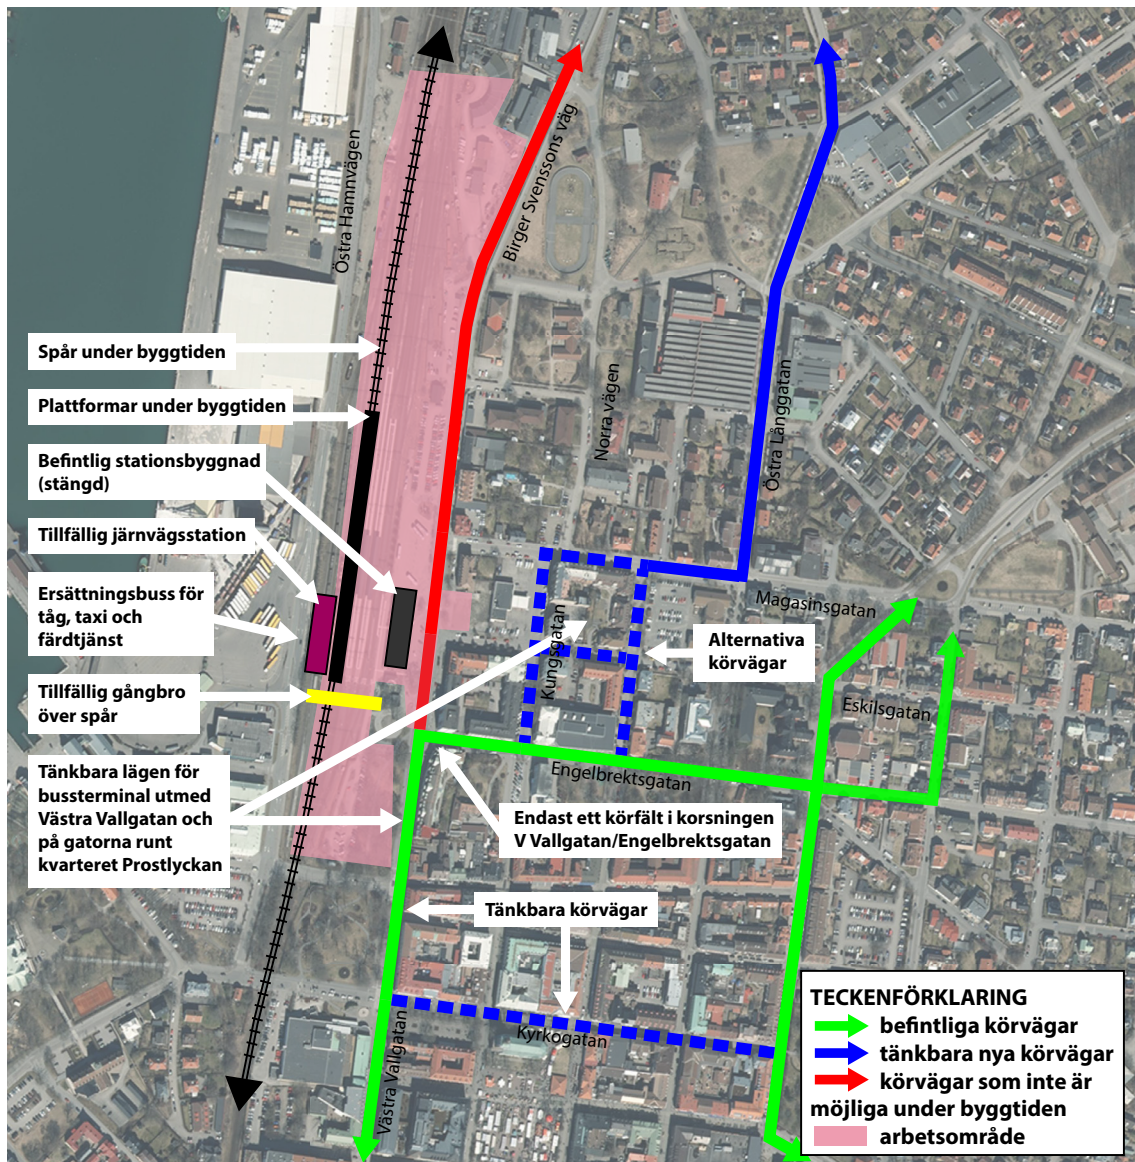 Östra Hamnvägen
Birger Svenssons väg
Spår under byggtiden
Plattformar under byggtiden
Norra vägen
Östra Långgatan
Befintlig stationsbyggnad
(stängd)
Tillfällig järnvägsstation
Ersättningsbuss för
tåg, taxi och
färdtjänst
Magasinsgatan
Kungsgatan
Alternativa
körvägar
Tillfällig gångbro
över spår
Eskilsgatan
Engelbrektsgatan
Tänkbara lägen för
bussterminal utmed
Västra Vallgatan och
på gatorna runt
kvarteret Prostlyckan
Endast ett körfält i korsningen
V Vallgatan/Engelbrektsgatan
Tänkbara körvägar
Kyrkogatan
Västra Vallgatan
TECKENFÖRKLARING
befintliga körvägar
tänkbara nya körvägar
körvägar som inte är
möjliga under byggtiden
arbetsområde